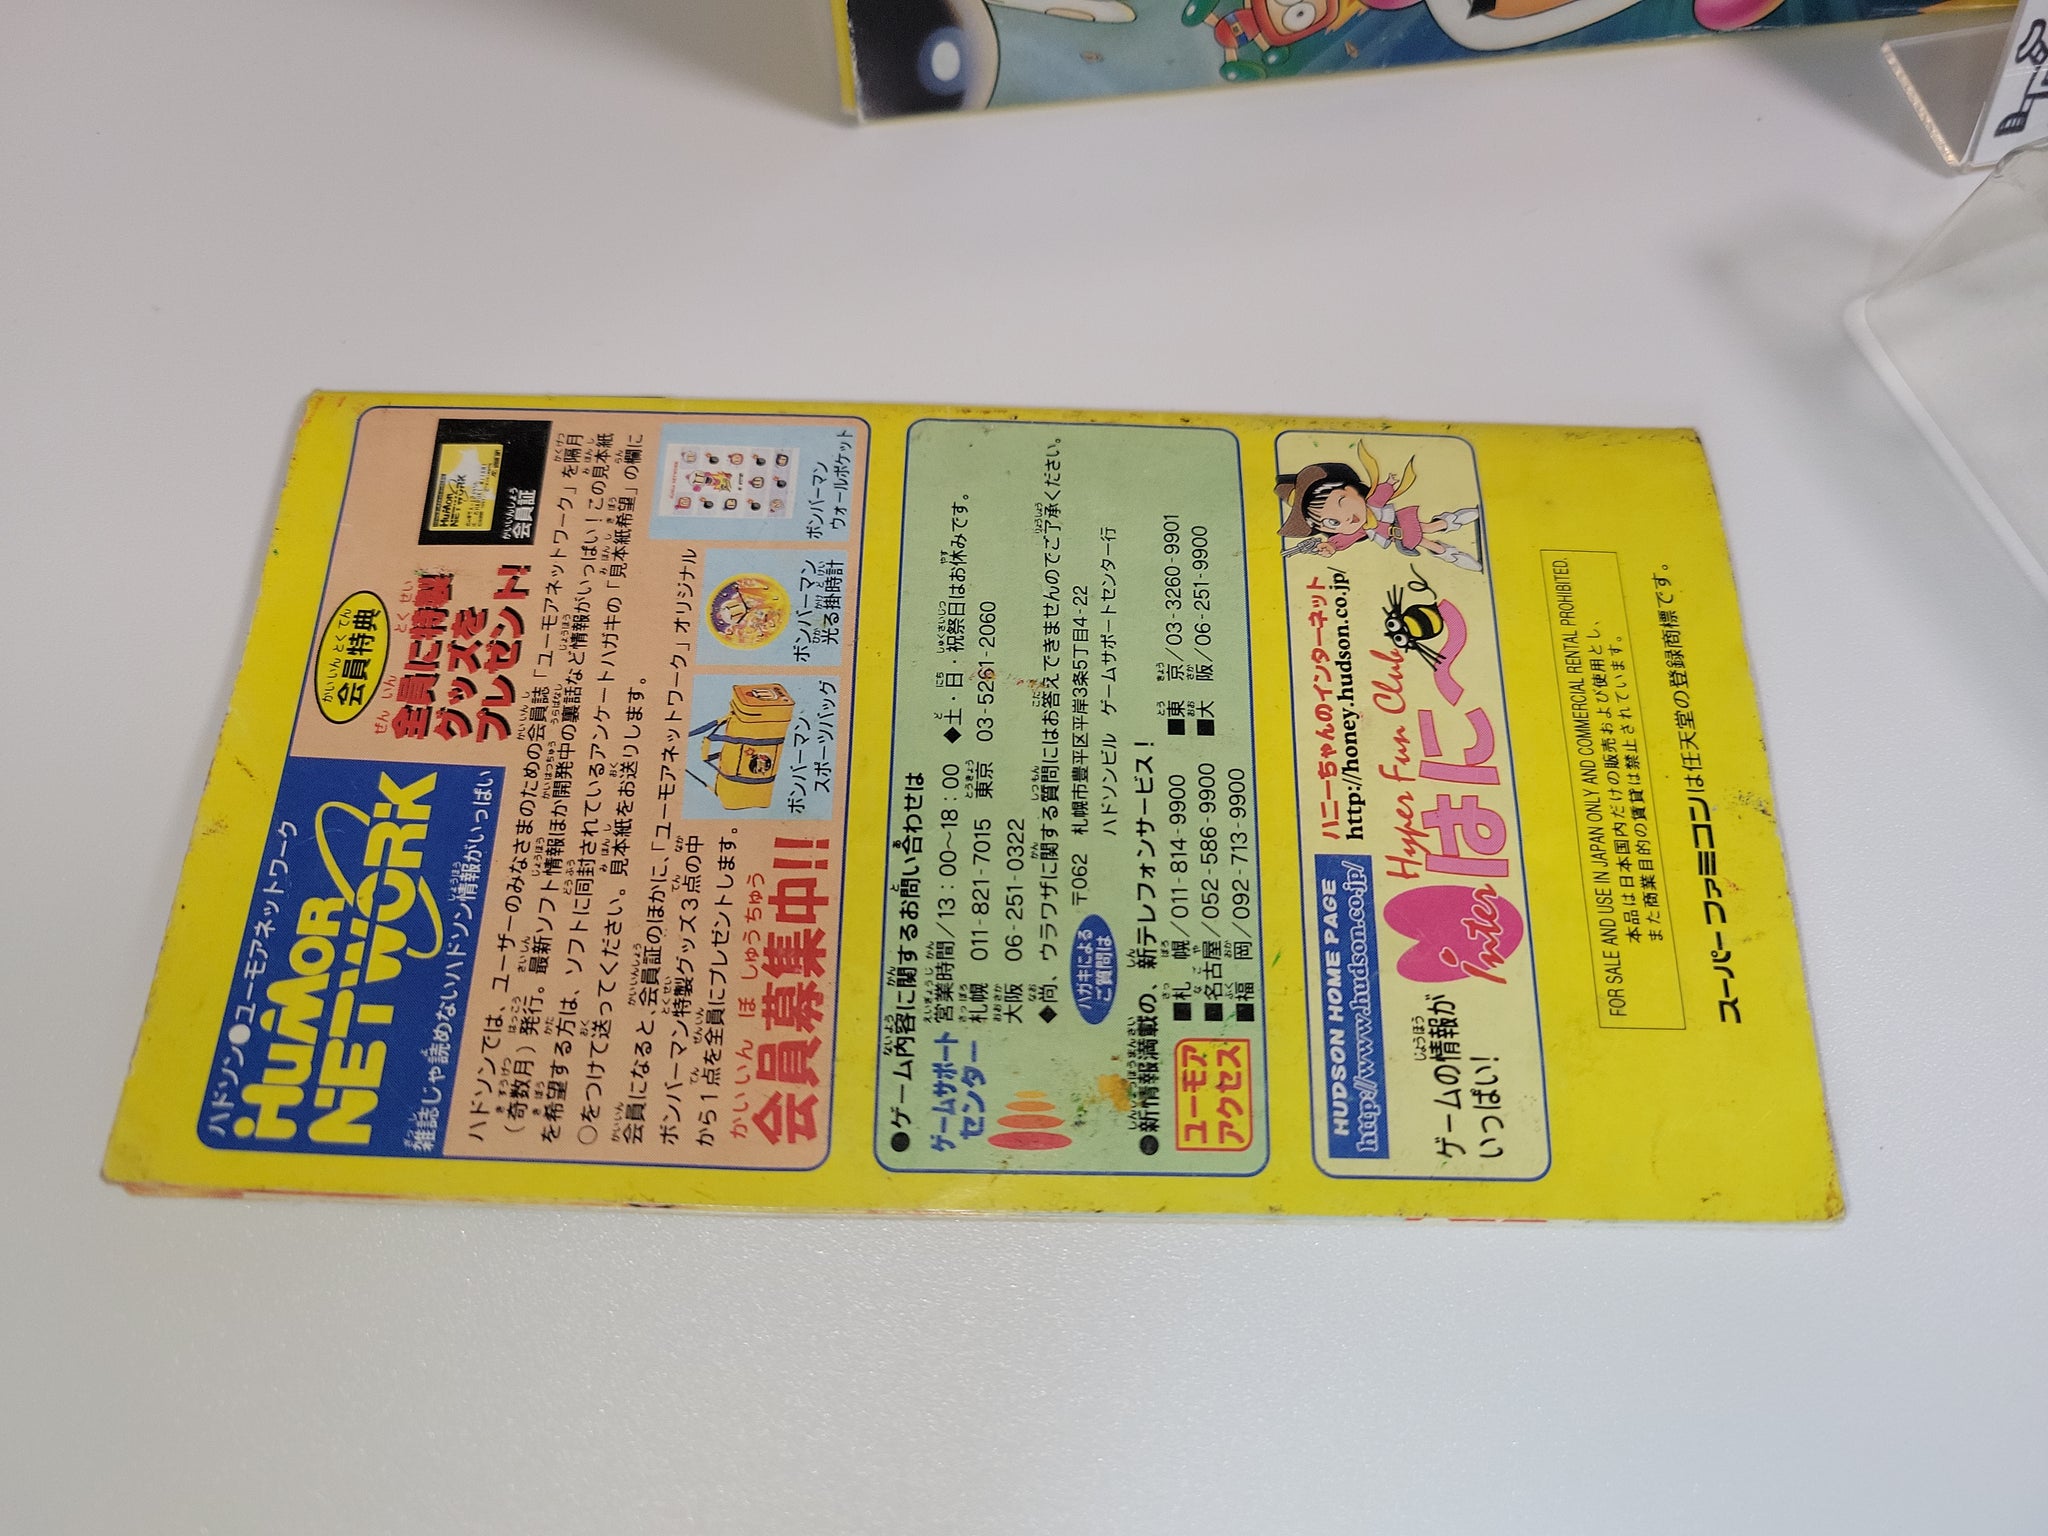 ハドソン●ユーモアネットワーク
HuMOR
NETWORK
雑誌じゃ読めないハドソン情報がいっぱい
会員特典
全員に特製
グッズを
プレゼント!
会員証
ハドソンでは、ユーザーのみなさまのための会員誌「ユーモアネットワーク」を隔月
(奇数月)発行。最新ソフト情報ほか開発中の裏話など情報がいっぱい!この見本紙
を希望する方は、ソフトに同封されているアンケートハガキの「見本紙希望」の欄に
○をつけて送ってください。見本紙をお送りします。
会員になると、会員証のほかに、「ユーモアネットワーク」オリジナル
ボンバーマン特製グッズ3点の中
から1点を全員にプレゼントします。
会員募集中!!
ボンバーマン
スポーツバッグ
ボンバーマン
光る掛時計
ボンバーマン
ウォールポケット
●ゲーム内容に関するお問い合わせは
ゲームサポート
センター
営業時間/13:00~18:00 ◆土・日・祝祭日はお休みです。
札幌 011-821-7015 東京 03-5261-2060
大阪 06-251-0322
◆尚、ウラワザに関する質問にはお答えできませんのでご了承ください。
ハガキによる
ご質問は
〒062 札幌市豊平区平岸3条5丁目4-22
ハドソンビル ゲームサポートセンター行
●新情報満載の、新テレフォンサービス!
ユーモア
アクセス
■札 幌/011-814-9900 ■東 京/03-3260-9901
■名古屋/052-586-9900 ■大 阪/06-251-9900
■福 岡/092-713-9900
HUDSON HOME PAGE
http://www.hudson.co.jp/
ゲームの情報が
いっぱい!
ハニーちゃんのインターネット
http://honey.hudson.co.jp/
Hyper Fun Club
inter
はに~
FOR SALE AND USE IN JAPAN ONLY AND COMMERCIAL RENTAL PROHIBITED.
本品は日本国内だけの販売および使用とし、
また商業目的の賃貸は禁止されています。
スーパーファミコンは任天堂の登録商標です。